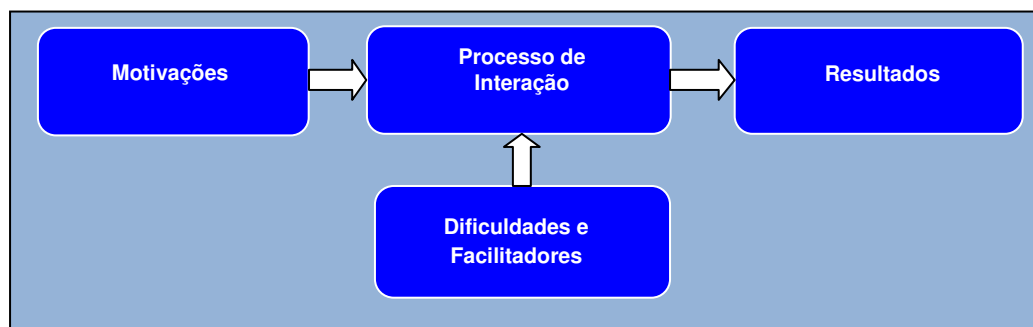 Motivações
Processo de
Interação
Resultados
Dificuldades e
Facilitadores